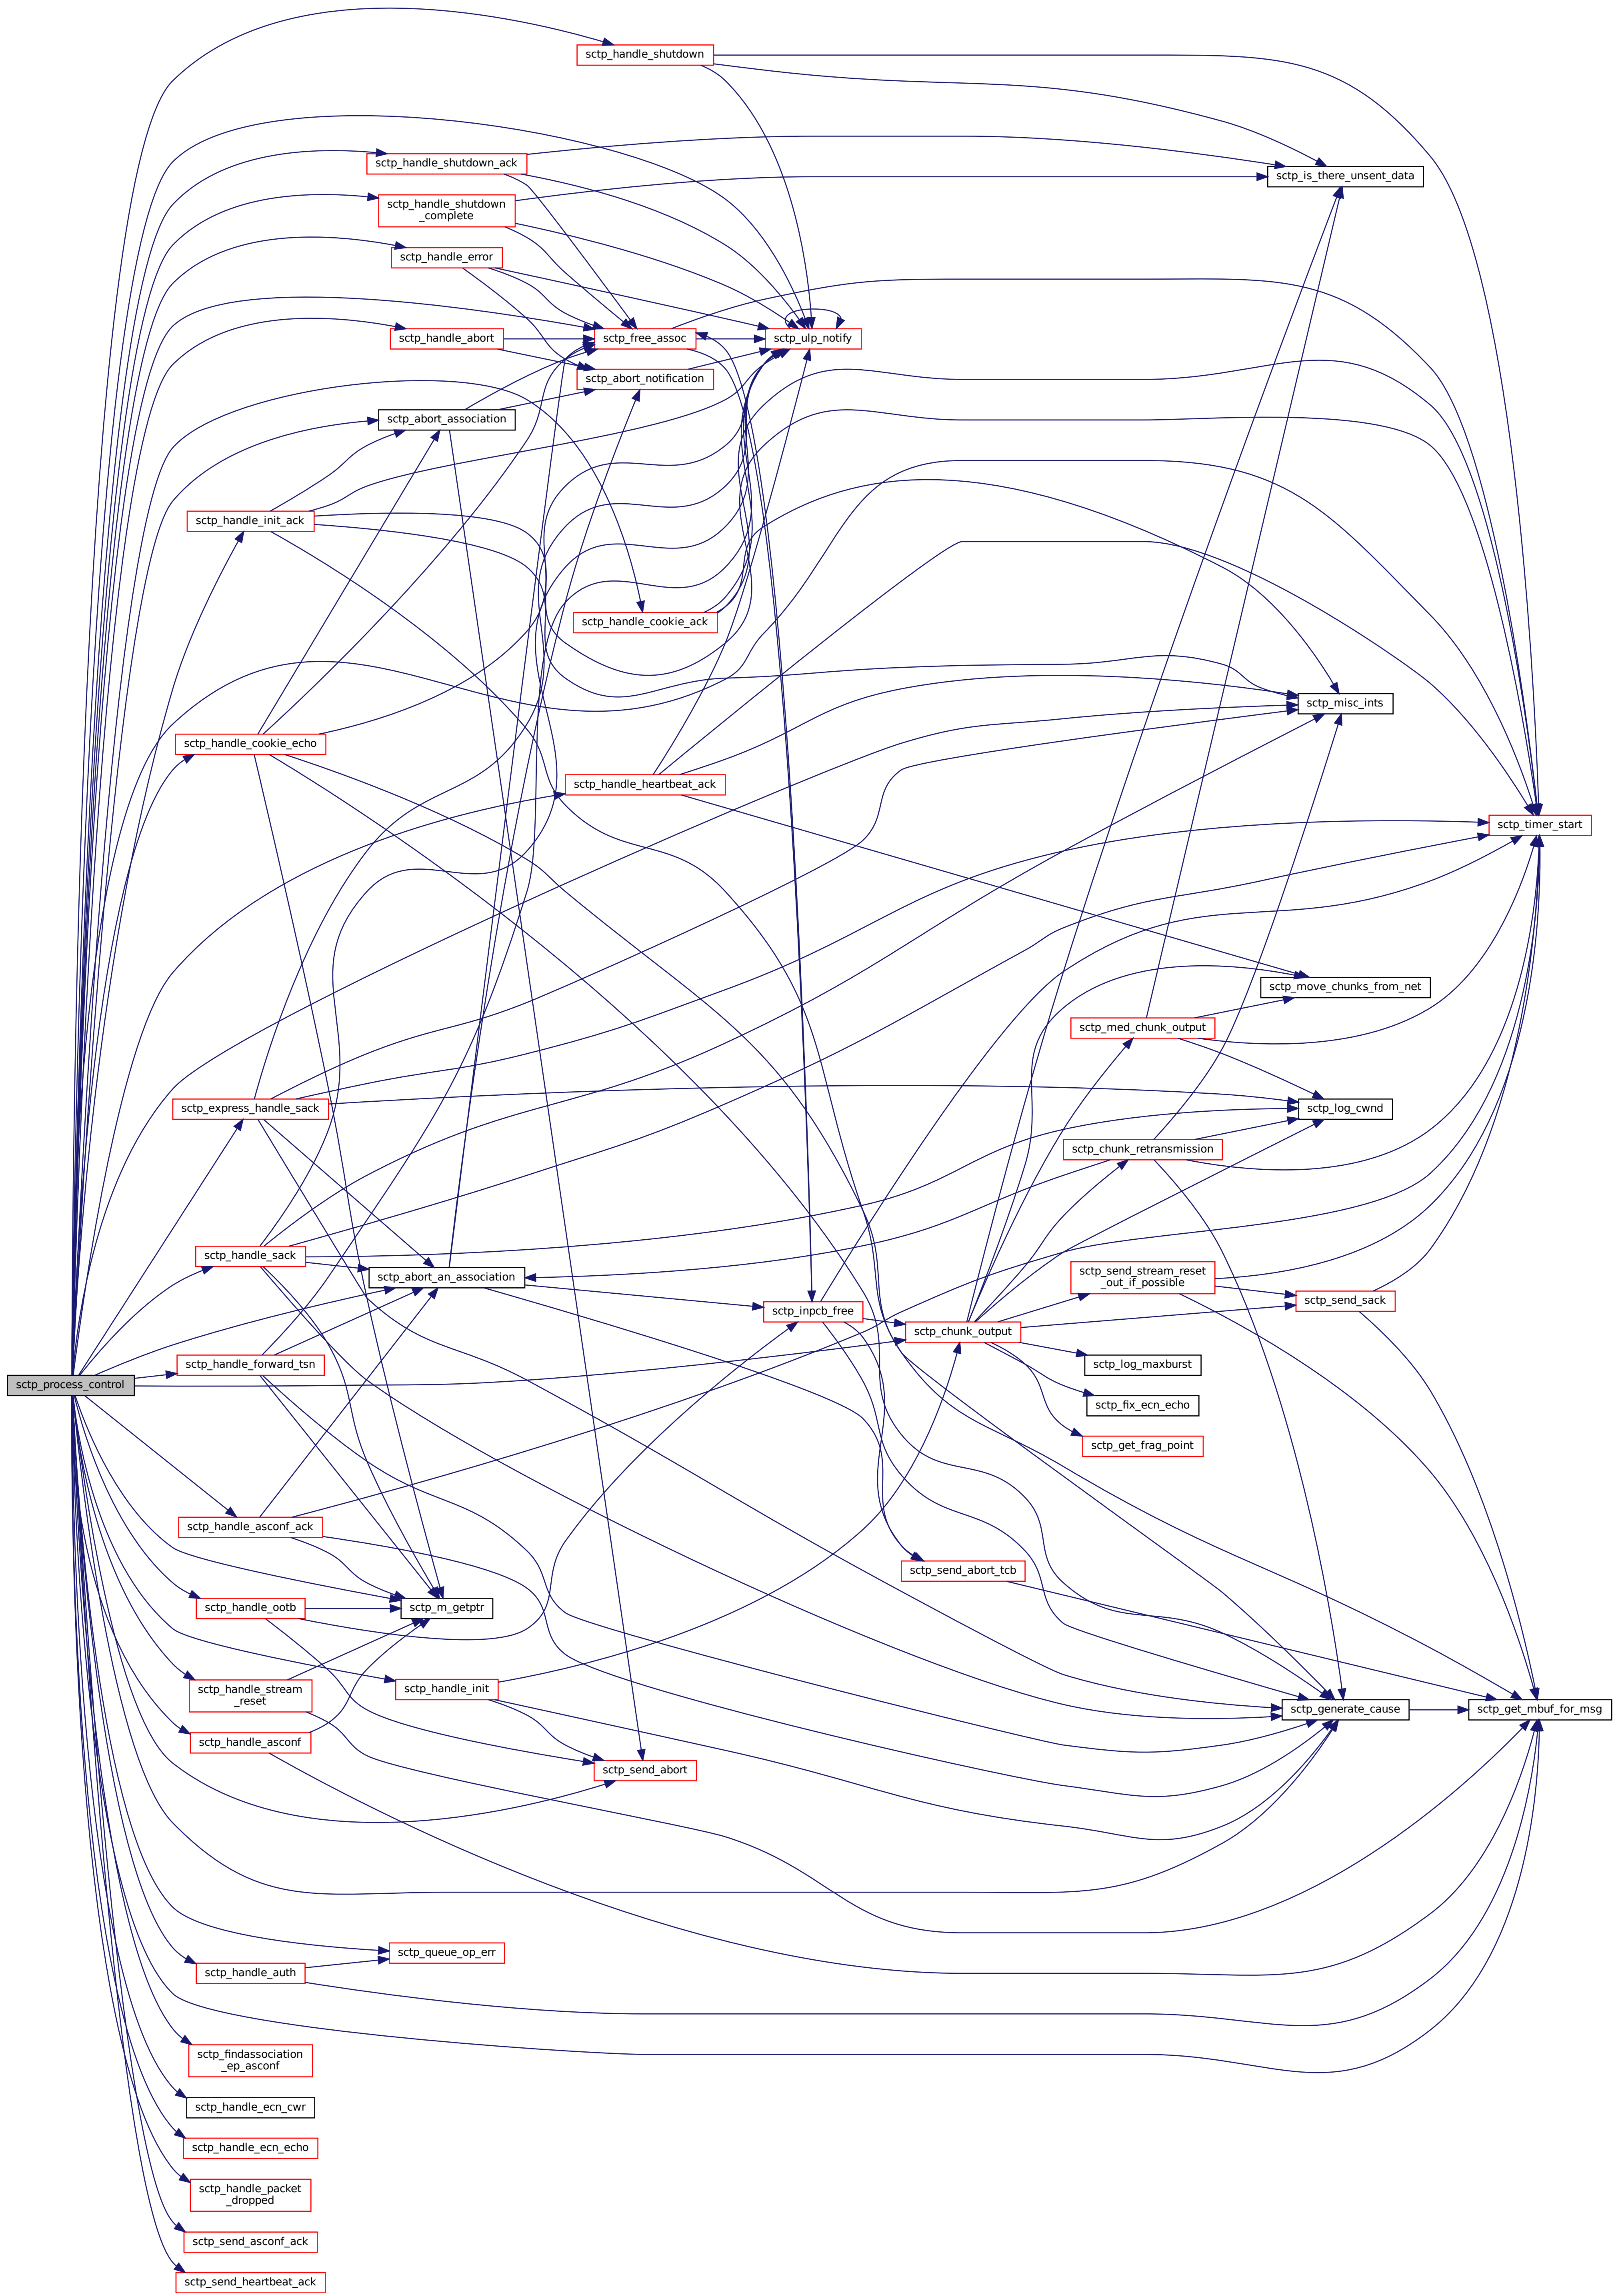 sctp_handle_shutdown
sctp_handle_shutdown_ack
sctp_is_there_unsent_data
sctp_handle_shutdown
_complete
sctp_handle_error
sctp_handle_abort
sctp_free_assoc
sctp_ulp_notify
sctp_abort_notification
sctp_abort_association
sctp_handle_init_ack
sctp_handle_cookie_ack
sctp_misc_ints
sctp_handle_cookie_echo
sctp_handle_heartbeat_ack
sctp_timer_start
sctp_move_chunks_from_net
sctp_med_chunk_output
sctp_express_handle_sack
sctp_log_cwnd
sctp_chunk_retransmission
sctp_handle_sack
sctp_abort_an_association
sctp_send_stream_reset
_out_if_possible
sctp_send_sack
sctp_inpcb_free
sctp_chunk_output
sctp_handle_forward_tsn
sctp_log_maxburst
sctp_process_control
sctp_fix_ecn_echo
sctp_get_frag_point
sctp_handle_asconf_ack
sctp_send_abort_tcb
sctp_handle_ootb
sctp_m_getptr
sctp_handle_stream
_reset
sctp_handle_init
sctp_generate_cause
sctp_get_mbuf_for_msg
sctp_handle_asconf
sctp_send_abort
sctp_queue_op_err
sctp_handle_auth
sctp_findassociation
_ep_asconf
sctp_handle_ecn_cwr
sctp_handle_ecn_echo
sctp_handle_packet
_dropped
sctp_send_asconf_ack
sctp_send_heartbeat_ack